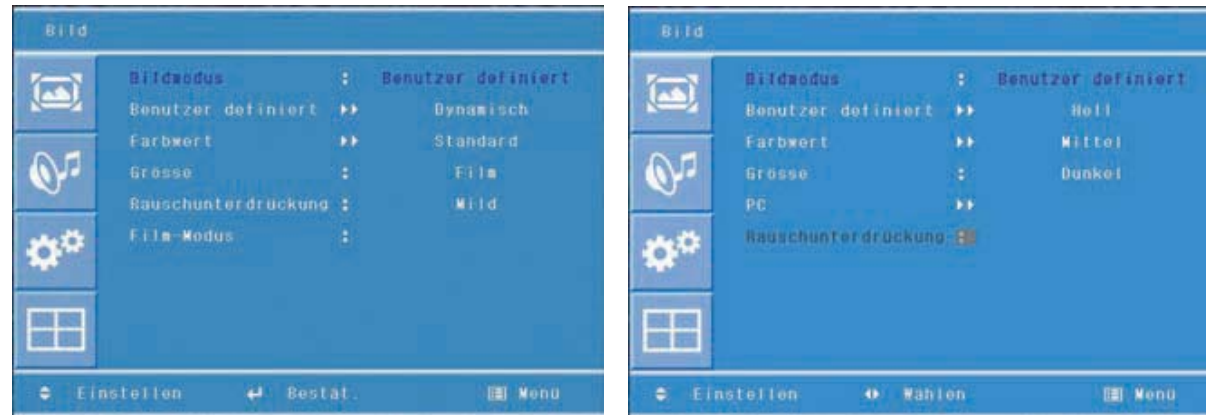 Bild
Bildmodus : Benutzer definiert
Benutzer definiert Dynamisch
Farbwert Standard
Grösse : Film
Rauschunterdrückung : Mild
Film-Modus :
Einstellen Bestät. Menü
Bild
Bildmodus : Benutzer definiert
Benutzer definiert Hell
Farbwert Mittel
Grösse : Dunkel
PC
Rauschunterdrückung :
Einstellen Wählen Menü